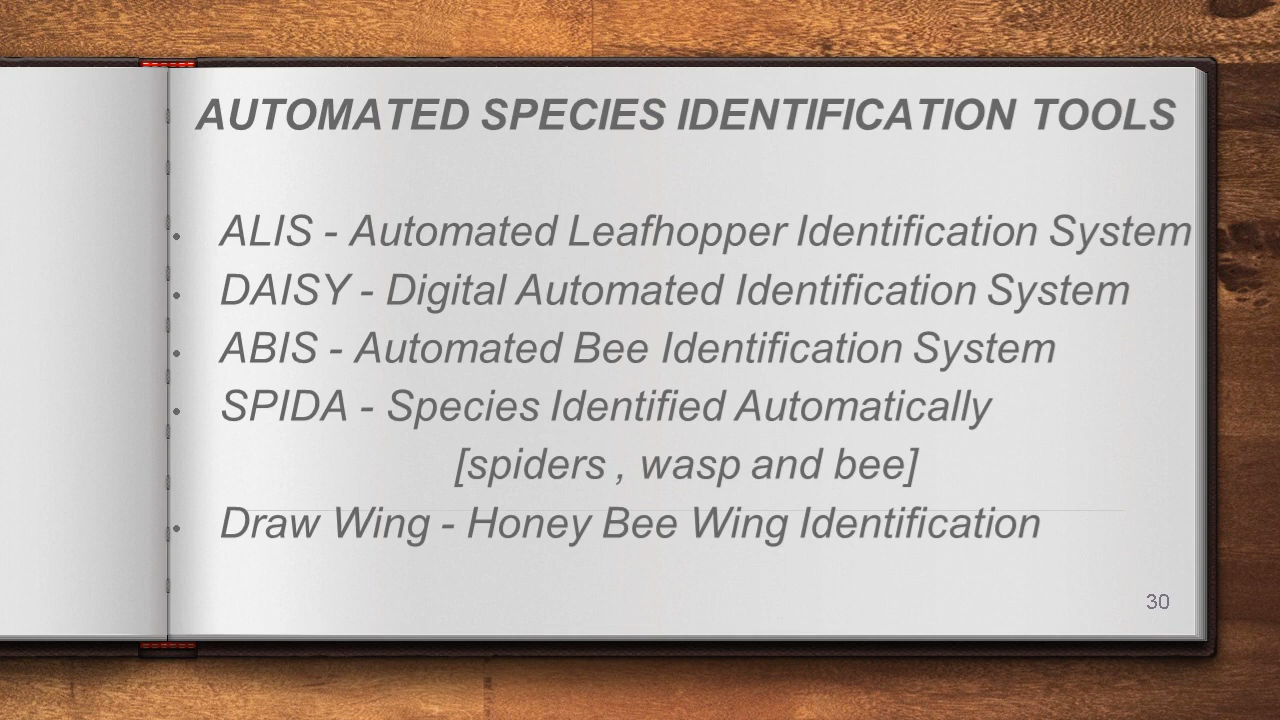 AUTOMATED SPECIES IDENTIFICATION TOOLS
• ALIS - Automated Leafhopper Identification System
• DAISY - Digital Automated Identification System
• ABIS - Automated Bee Identification System
• SPIDA - Species Identified Automatically
[spiders , wasp and bee]
• Draw Wing - Honey Bee Wing Identification
30